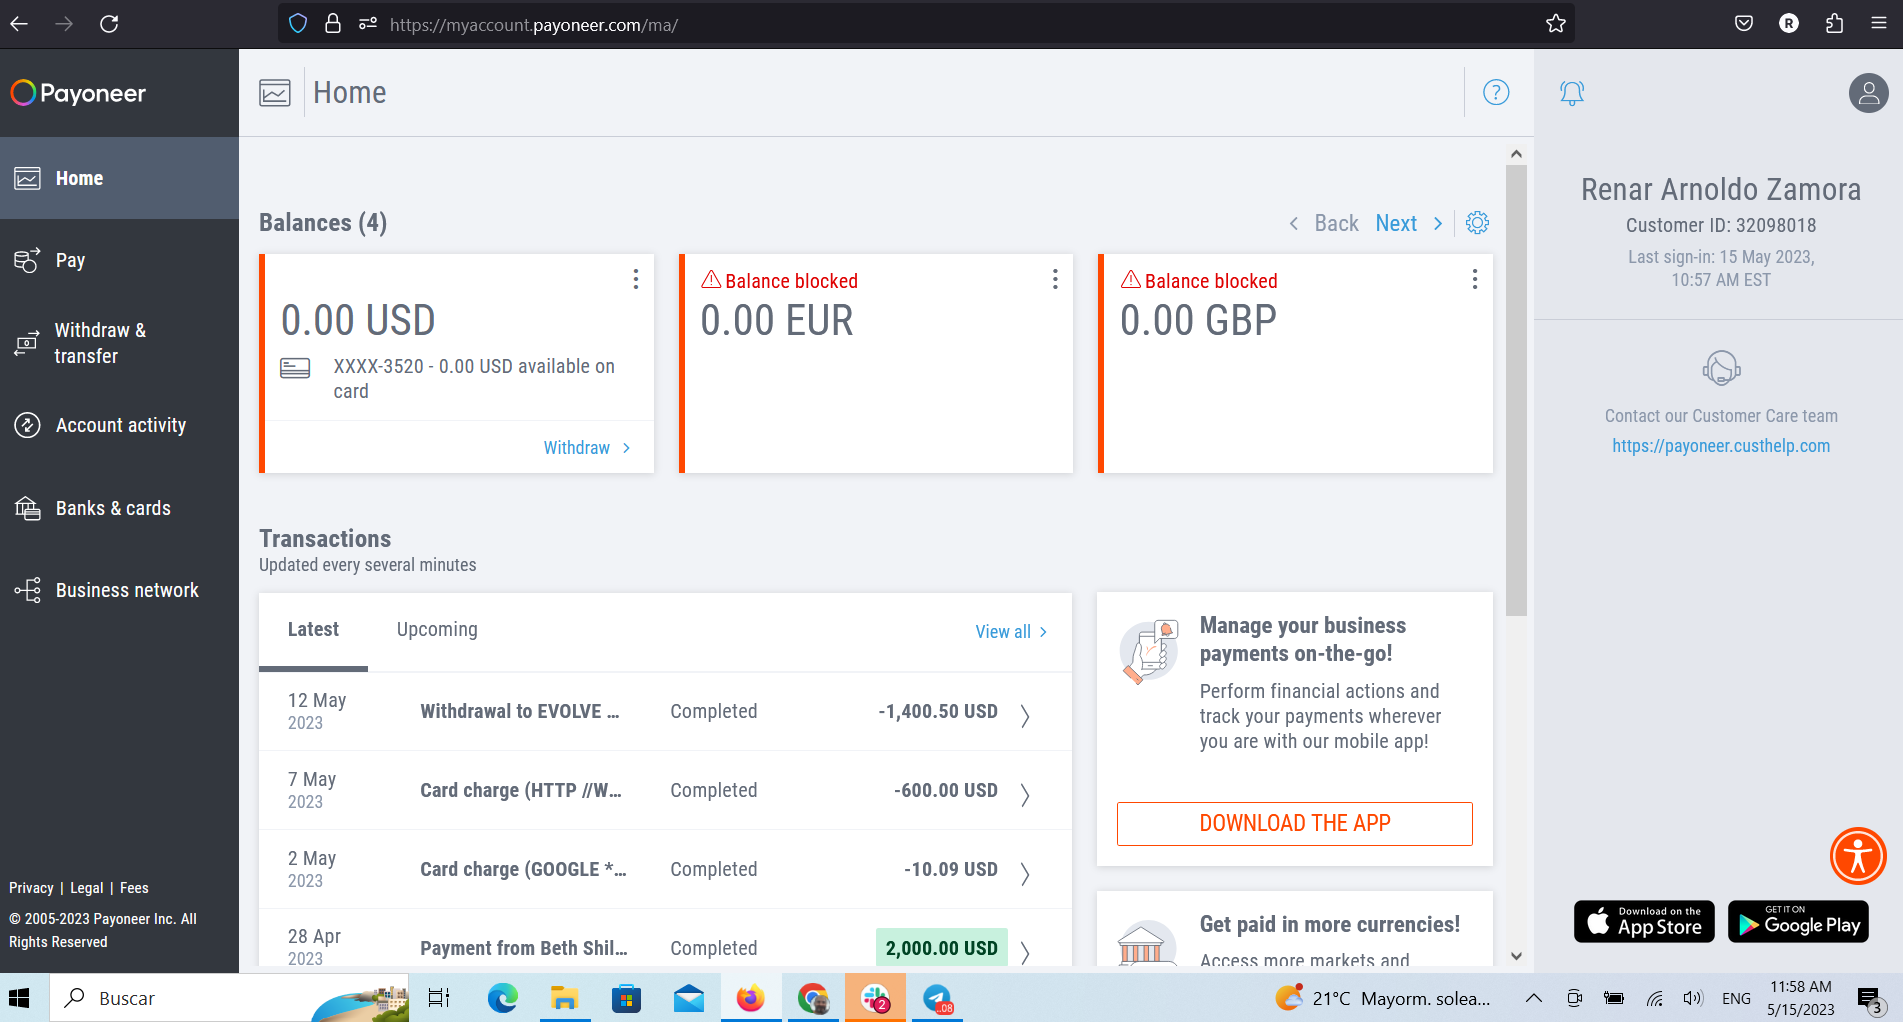 https://myaccount.payoneer.com/ma/
R
Payoneer
Home
?
Home
Pay
Withdraw &
transfer
Account activity
Banks & cards
Business network
Privacy | Legal | Fees
© 2005-2023 Payoneer Inc. All
Rights Reserved
Balances (4)
Back Next
0.00 USD
XXXX-3520 - 0.00 USD available on
card
Withdraw
Balance blocked
0.00 EUR
Balance blocked
0.00 GBP
Transactions
Updated every several minutes
Latest Upcoming View all
12 May
2023
Withdrawal to EVOLVE ... Completed -1,400.50 USD
7 May
2023
Card charge (HTTP //W... Completed -600.00 USD
2 May
2023
Card charge (GOOGLE *... Completed -10.09 USD
28 Apr
2023
Payment from Beth Shil... Completed 2,000.00 USD
Manage your business
payments on-the-go!
Perform financial actions and
track your payments wherever
you are with our mobile app!
DOWNLOAD THE APP
Get paid in more currencies!
Access more markets and
Renar Arnoldo Zamora
Customer ID: 32098018
Last sign-in: 15 May 2023,
10:57 AM EST
Contact our Customer Care team
https://payoneer.custhelp.com
Download on the
App Store
GET IT ON
Google Play
Buscar
2
.08
21°C Mayorm. solea...
ENG
11:58 AM
5/15/2023
3